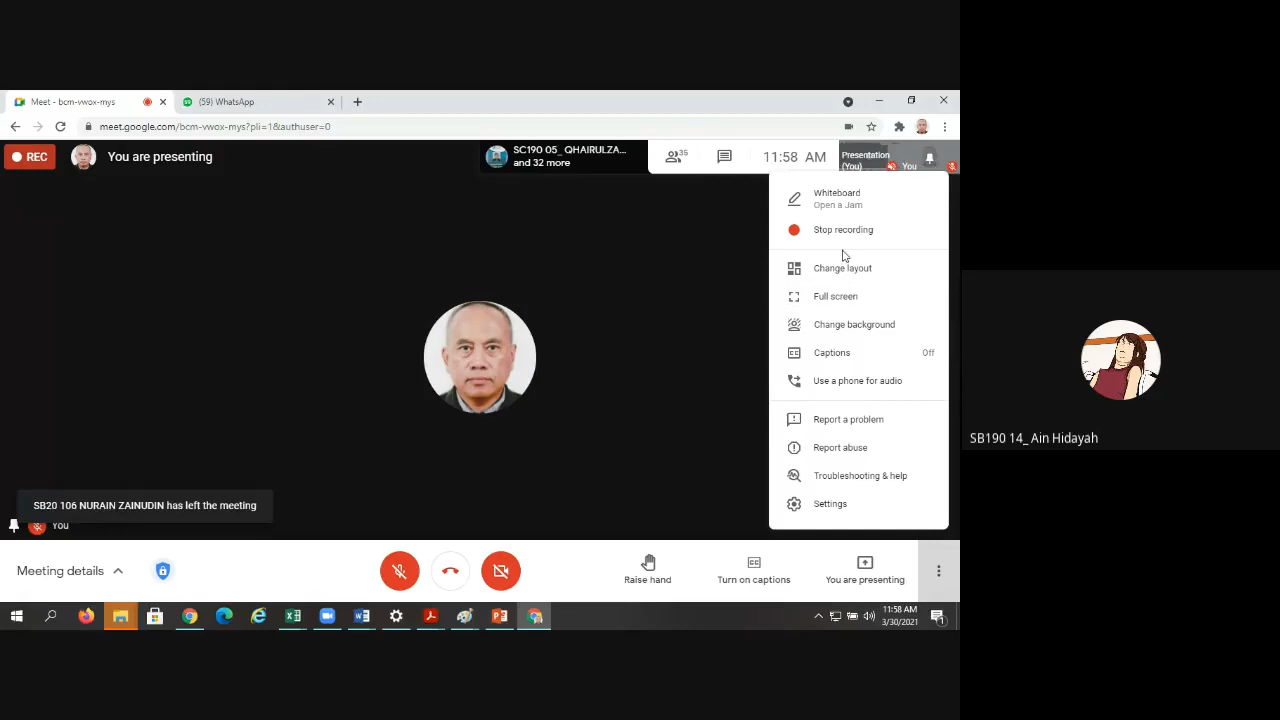 Meet - bcm-vwox-mys
(59) WhatsApp
meet.google.com/bcm-vwox-mys?pli=1&authuser=0
REC
You are presenting
SC190 05_ QHAIRULZA...
and 32 more
35
11:58 AM
Presentation
(You)
You
Whiteboard
Open a Jam
Stop recording
Change layout
Full screen
Change background
Captions Off
Use a phone for audio
Report a problem
Report abuse
Troubleshooting & help
Settings
SB190 14_ Ain Hidayah
SB20 106 NURAIN ZAINUDIN has left the meeting
You
Meeting details
Raise hand
Turn on captions
You are presenting
11:58 AM
3/30/2021
1